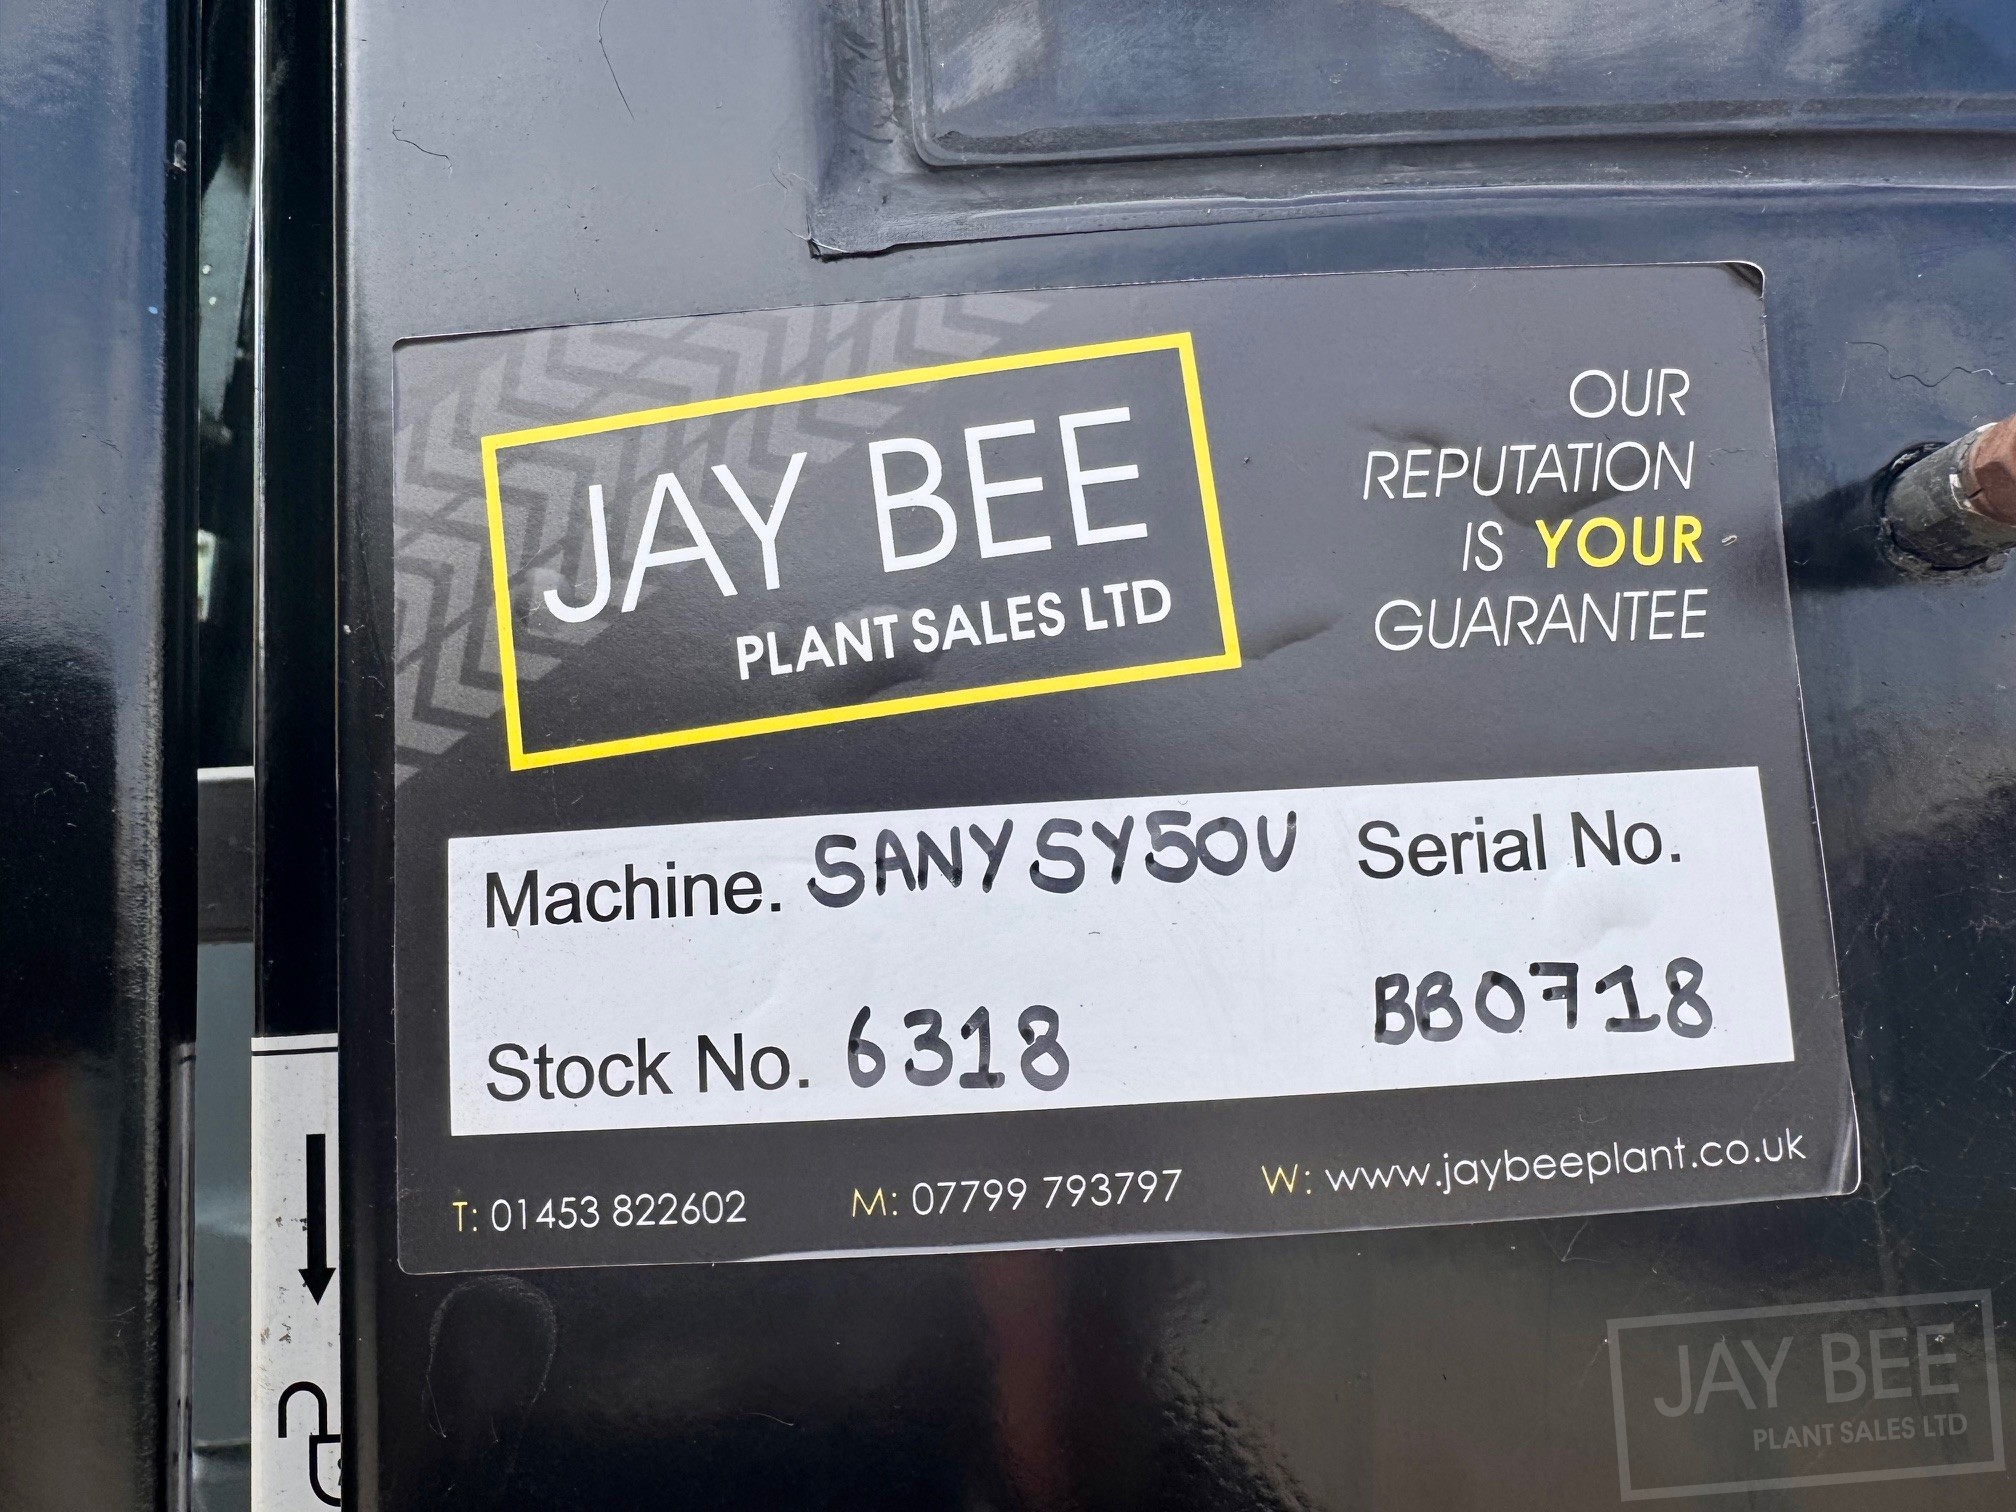 JAY BEE
PLANT SALES LTD
OUR
REPUTATION
IS YOUR
GUARANTEE
Machine. SANY SY50U Serial No.
Stock No. 6318 BB0718
T: 01453 822602 M: 07799 793797 W: www.jaybeeplant.co.uk
JAY BEE
PLANT SALES LTD